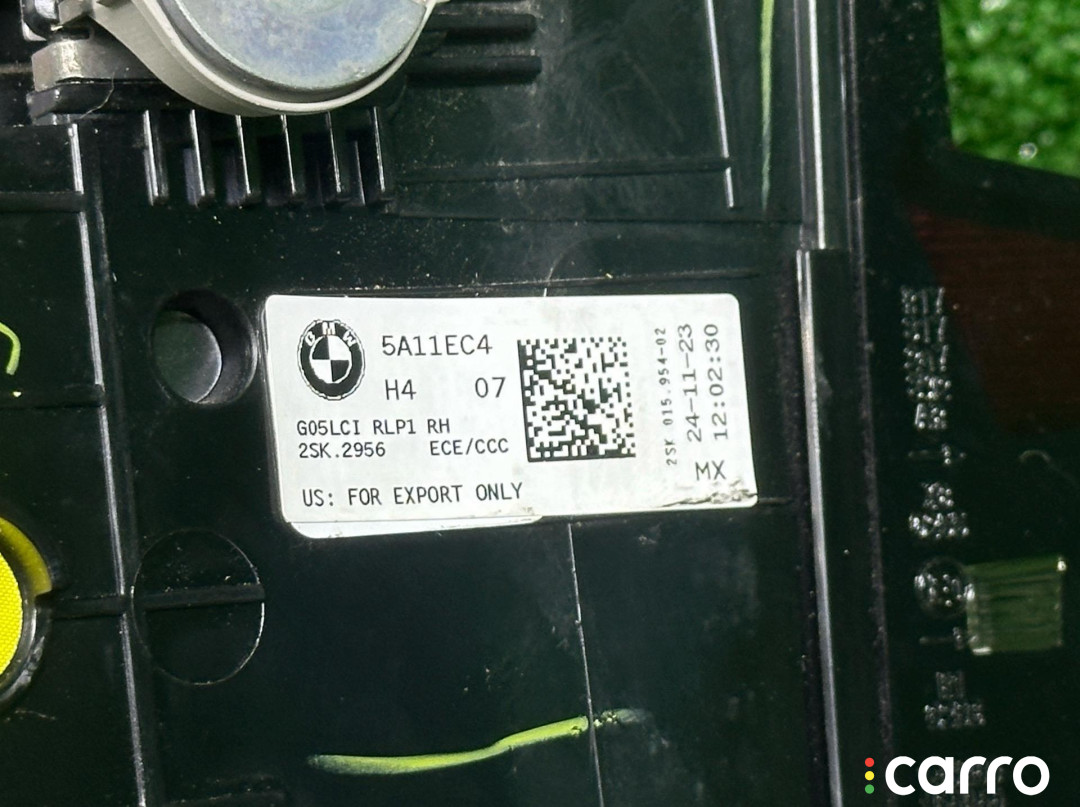 BMW
5A11EC4
H4 07
G05LCI RLP1 RH
2SK.2956 ECE/CCC
US: FOR EXPORT ONLY
2SK 015.954-02
24-11-23
12:02:30
MX
carro